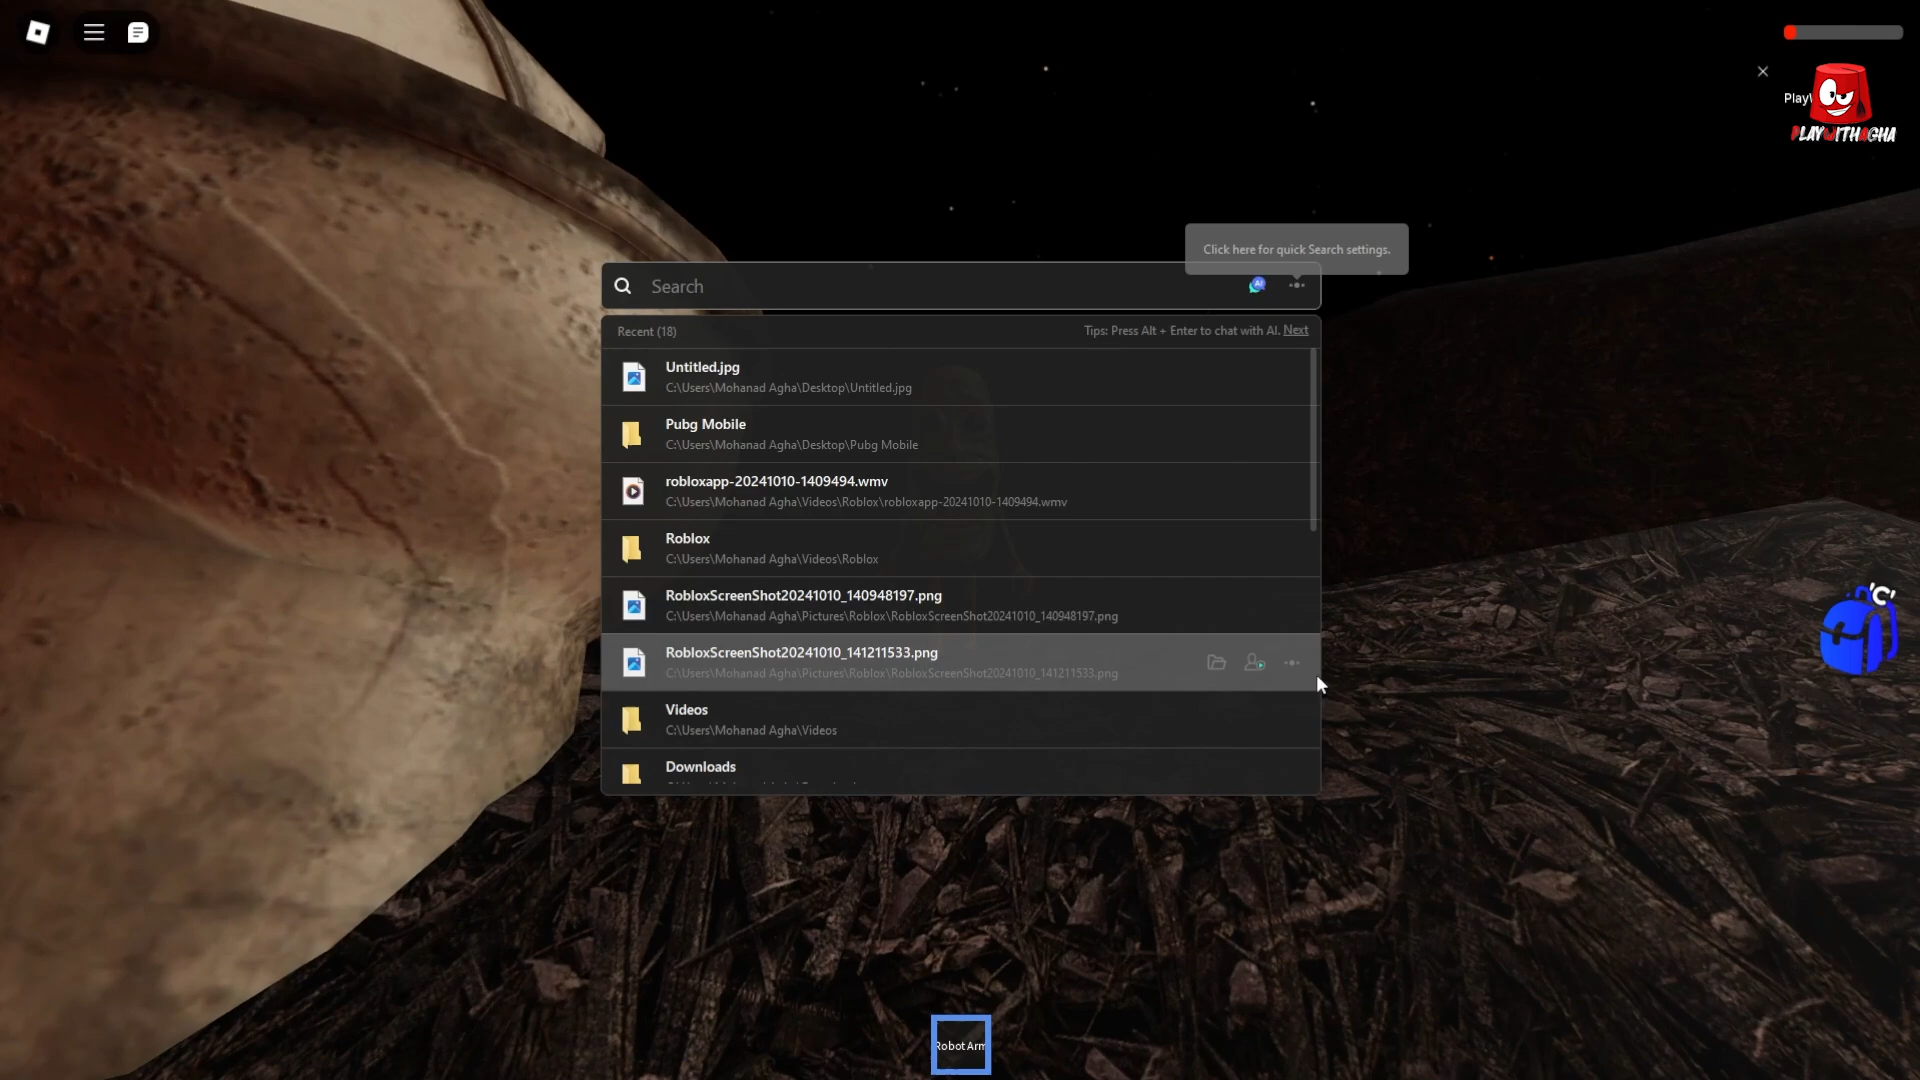 Play
PLAYWITHAGHA
Click here for quick Search settings.
Search
AI
Recent (18)
Tips: Press Alt + Enter to chat with AI. Next
Untitled.jpg
C:\Users\Mohanad Agha\Desktop\Untitled.jpg
Pubg Mobile
C:\Users\Mohanad Agha\Desktop\Pubg Mobile
robloxapp-20241010-1409494.wmv
C:\Users\Mohanad Agha\Videos\Roblox\robloxapp-20241010-1409494.wmv
Roblox
C:\Users\Mohanad Agha\Videos\Roblox
RobloxScreenShot20241010_140948197.png
C:\Users\Mohanad Agha\Pictures\Roblox\RobloxScreenShot20241010_140948197.png
'C'
RobloxScreenShot20241010_141211533.png
C:\Users\Mohanad Agha\Pictures\Roblox\RobloxScreenShot20241010_141211533.png
Videos
C:\Users\Mohanad Agha\Videos
Downloads
Robot Arm